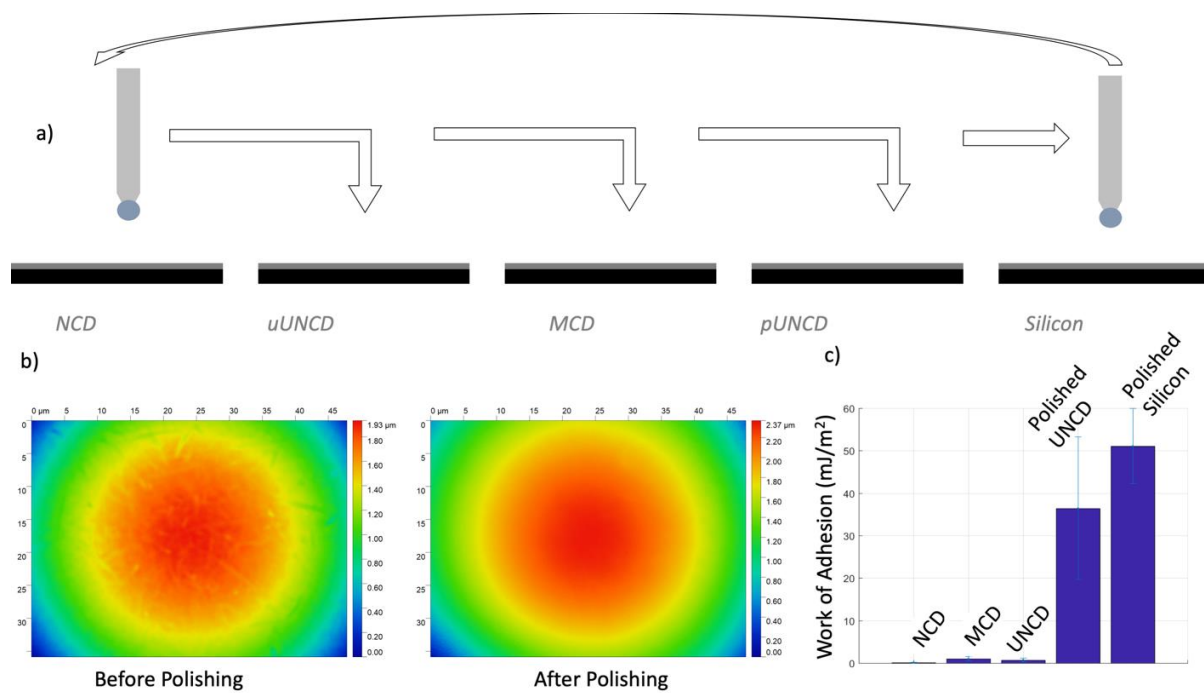 a)
NCD
uUNCD
MCD
pUNCD
Silicon
b)
0 µm 5 10 15 20 25 30 35 40 45
0
5
10
15
20
25
30
1.93 µm
1.80
1.60
1.40
1.20
1.00
0.80
0.60
0.40
0.20
0.00
Before Polishing
0 µm 5 10 15 20 25 30 35 40 45
0
5
10
15
20
25
30
2.37 µm
2.20
2.00
1.80
1.60
1.40
1.20
1.00
0.80
0.60
0.40
0.20
0.00
After Polishing
c)
Work of Adhesion (mJ/m²)
60
50
40
30
20
10
0
NCD
MCD
UNCD
Polished
UNCD
Polished
Silicon